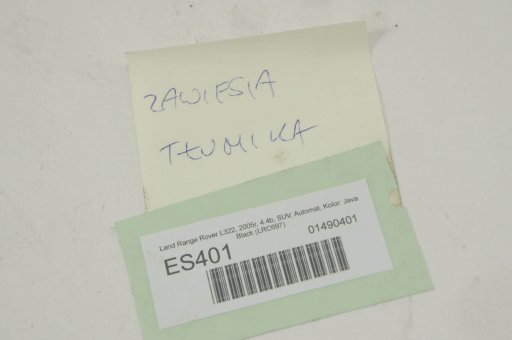 ZAWIESIA
TŁUMIKA
Land Range Rover L322, 2005r, 4.4b, SUV, Automat, Kolor: Java
Black (LRC697)
ES401
01490401